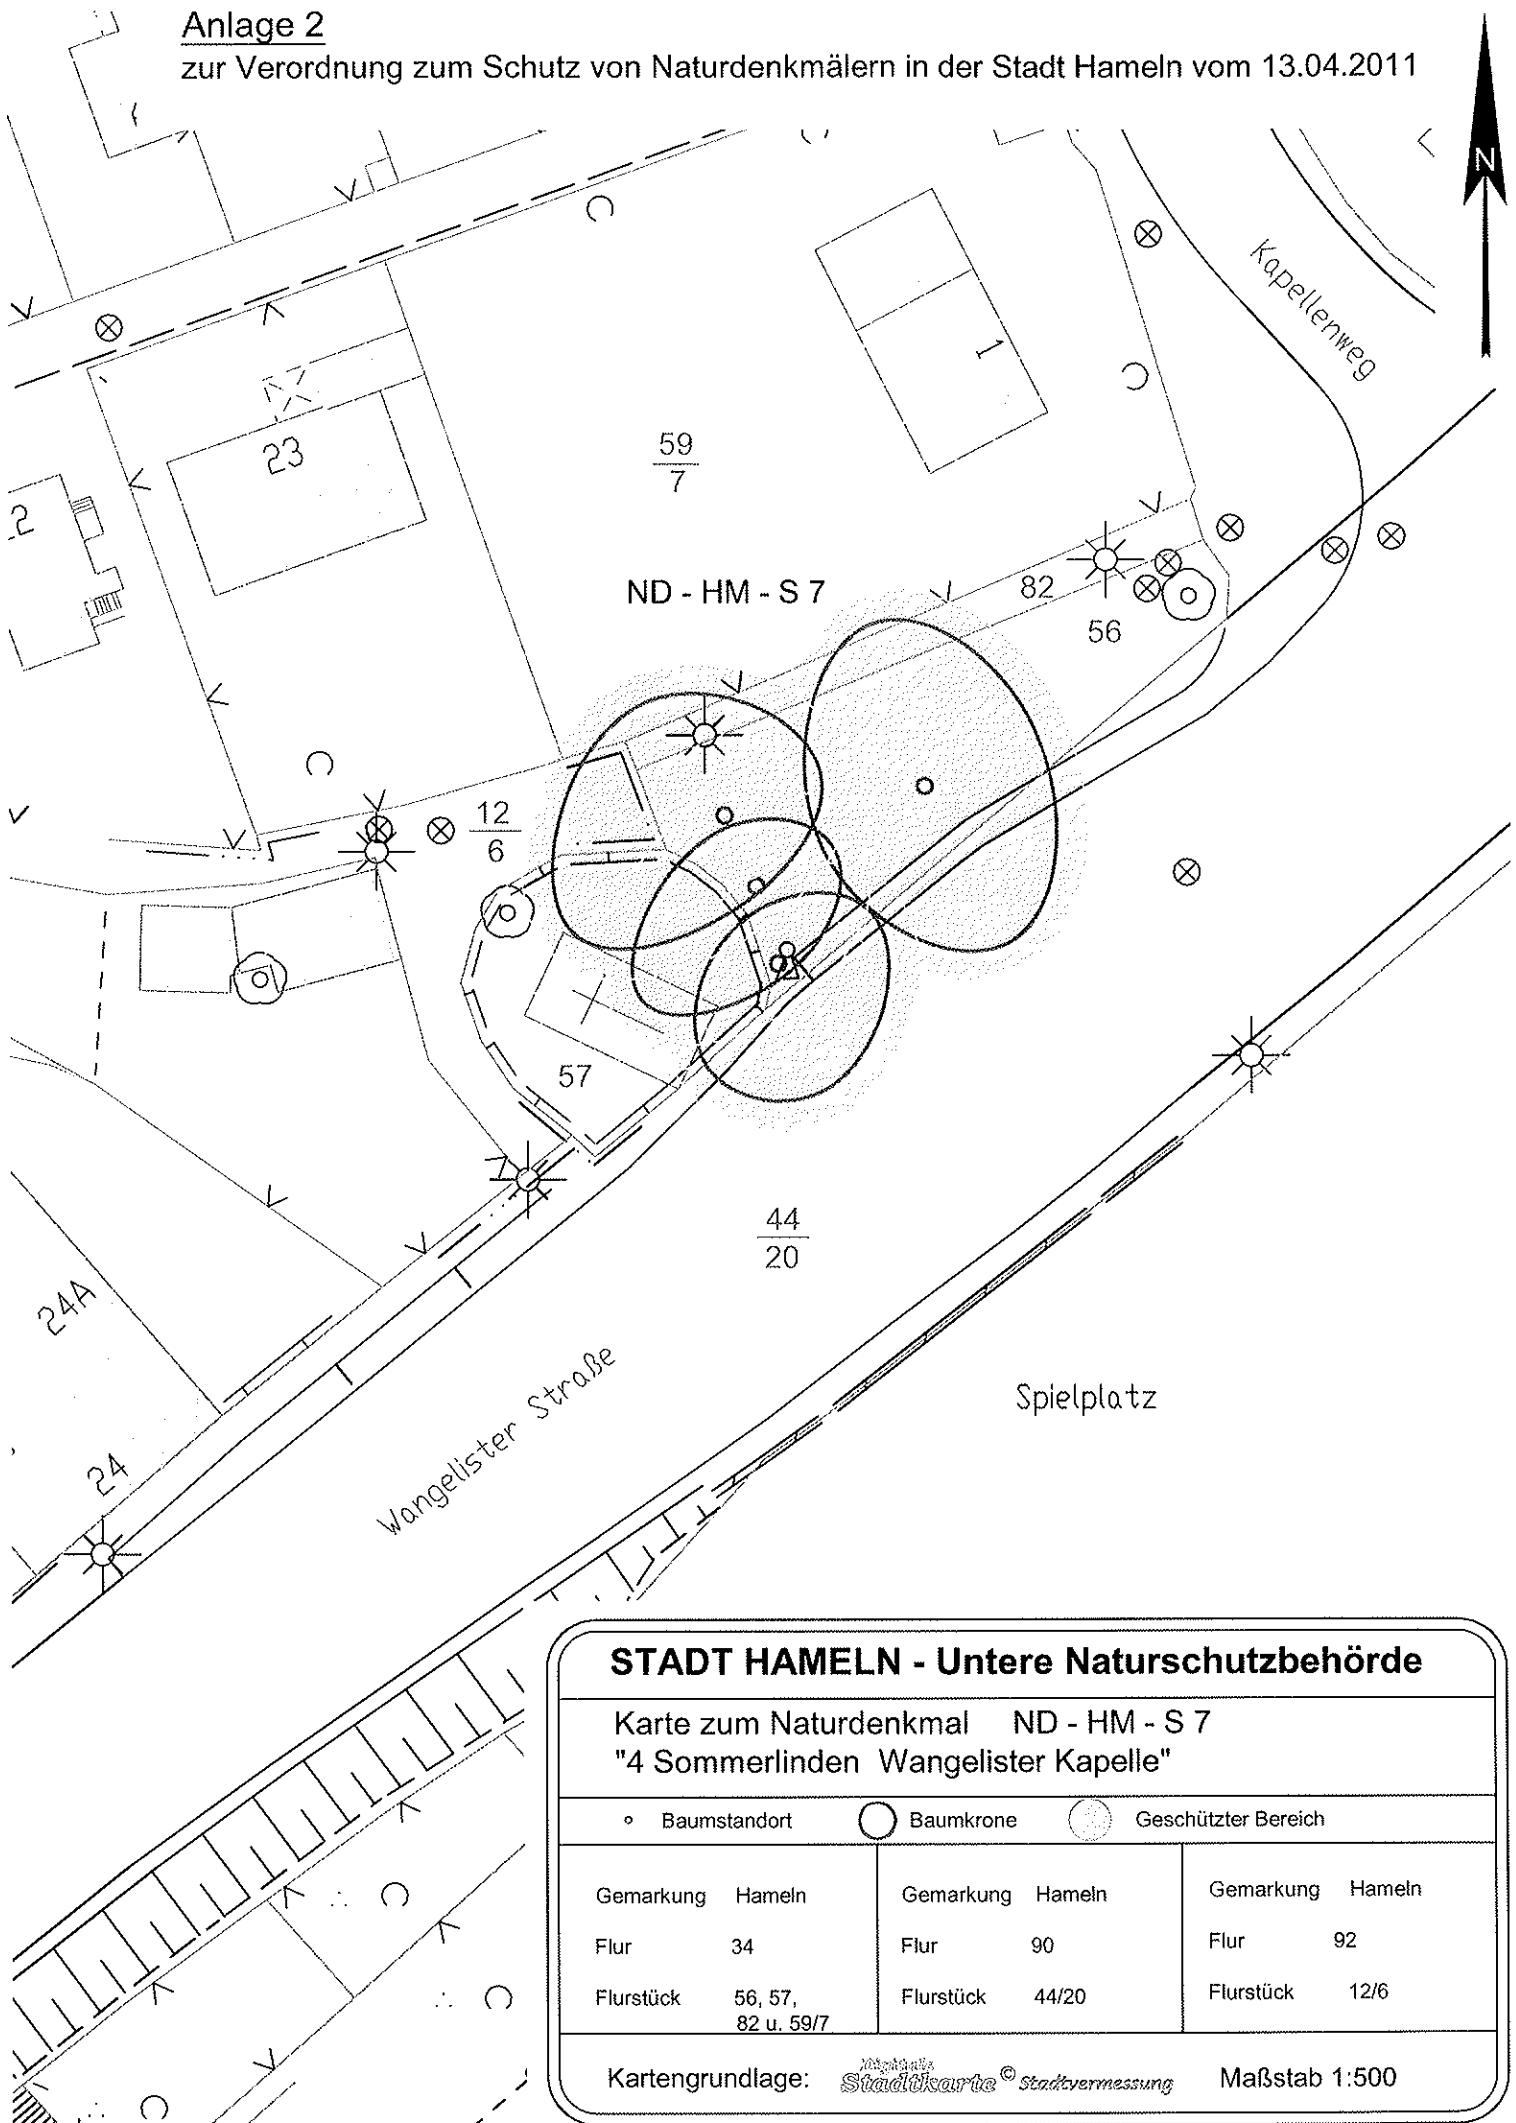 Anlage 2
zur Verordnung zum Schutz von Naturdenkmälern in der Stadt Hameln vom 13.04.2011
N
Kapellenweg
1
23
59
7
2
ND - HM - S 7
82
56
12
6
57
44
20
24A
Wangelister Straße
Spielplatz
24
STADT HAMELN - Untere Naturschutzbehörde
Karte zum Naturdenkmal ND - HM - S 7
"4 Sommerlinden Wangelister Kapelle"
Baumstandort Baumkrone Geschützter Bereich
Gemarkung Hameln
Flur 34
Flurstück 56, 57,
82 u. 59/7
Gemarkung Hameln
Flur 90
Flurstück 44/20
Gemarkung Hameln
Flur 92
Flurstück 12/6
Kartengrundlage: Digitale Stadtkarte © Stadtvermessung Maßstab 1:500